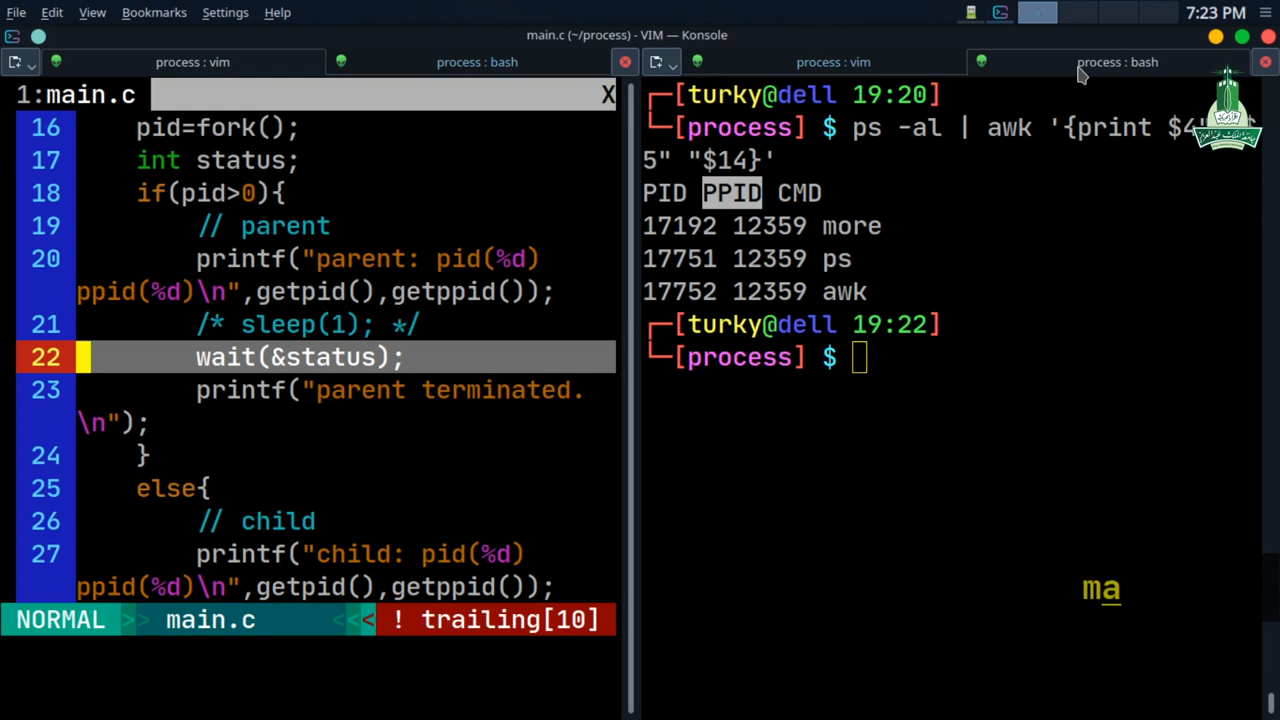 File Edit View Bookmarks Settings Help
7:23 PM
main.c (~/process) - VIM — Konsole
process : vim
process : bash
process : vim
process : bash
1:main.c X
16 pid=fork();
17 int status;
18 if(pid>0){
19 // parent
20 printf("parent: pid(%d)
ppid(%d)\n",getpid(),getppid());
21 /* sleep(1); */
22 wait(&status);
23 printf("parent terminated.
\n");
24 }
25 else{
26 // child
27 printf("child: pid(%d)
ppid(%d)\n",getpid(),getppid());
NORMAL >> main.c <<< ! trailing[10]
┌─[turky@dell 19:20]
└─[process] $ ps -al | awk '{print $4"
5" "$14}'
PID PPID CMD
17192 12359 more
17751 12359 ps
17752 12359 awk
┌─[turky@dell 19:22]
└─[process] $
ma